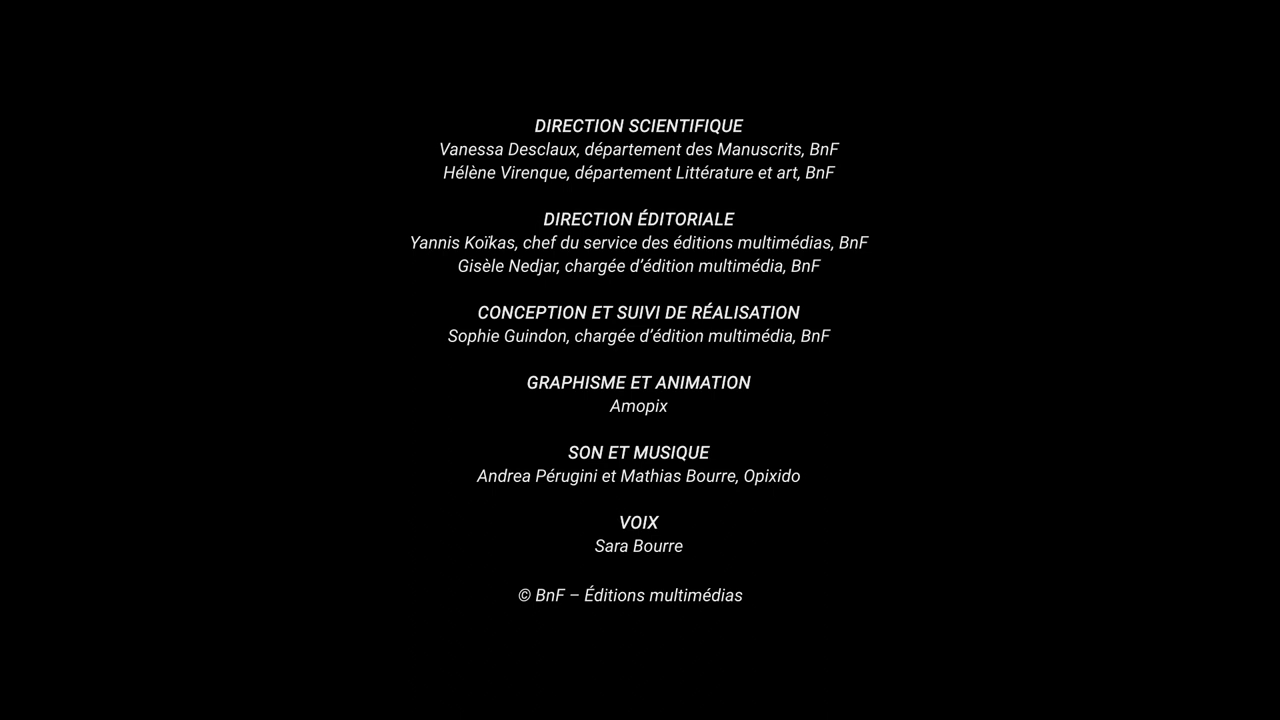 DIRECTION SCIENTIFIQUE
Vanessa Desclaux, département des Manuscrits, BnF
Hélène Virenque, département Littérature et art, BnF
DIRECTION ÉDITORIALE
Yannis Koïkas, chef du service des éditions multimédias, BnF
Gisèle Nedjar, chargée d’édition multimédia, BnF
CONCEPTION ET SUIVI DE RÉALISATION
Sophie Guindon, chargée d’édition multimédia, BnF
GRAPHISME ET ANIMATION
Amopix
SON ET MUSIQUE
Andrea Pérugini et Mathias Bourre, Opixido
VOIX
Sara Bourre
© BnF – Éditions multimédias